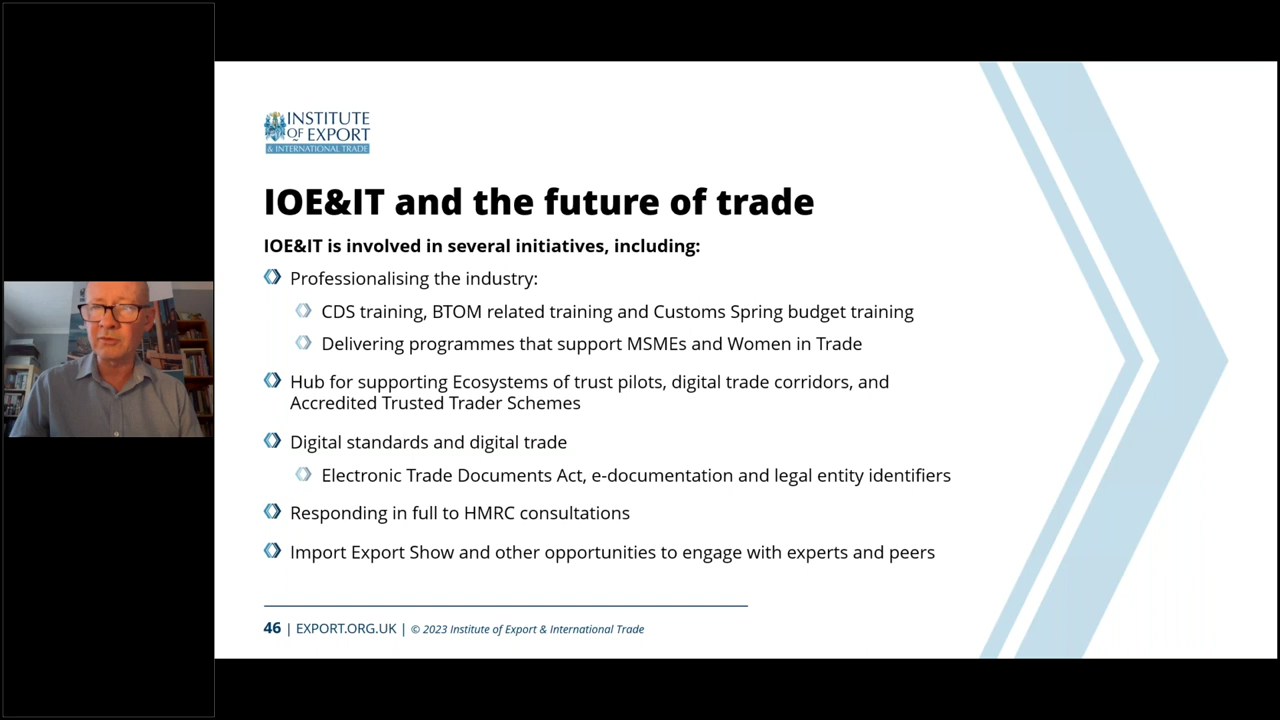 INSTITUTE
OF EXPORT
& INTERNATIONAL TRADE
IOE&IT and the future of trade
IOE&IT is involved in several initiatives, including:
Professionalising the industry:
CDS training, BTOM related training and Customs Spring budget training
Delivering programmes that support MSMEs and Women in Trade
Hub for supporting Ecosystems of trust pilots, digital trade corridors, and
Accredited Trusted Trader Schemes
Digital standards and digital trade
Electronic Trade Documents Act, e-documentation and legal entity identifiers
Responding in full to HMRC consultations
Import Export Show and other opportunities to engage with experts and peers
46 | EXPORT.ORG.UK | © 2023 Institute of Export & International Trade